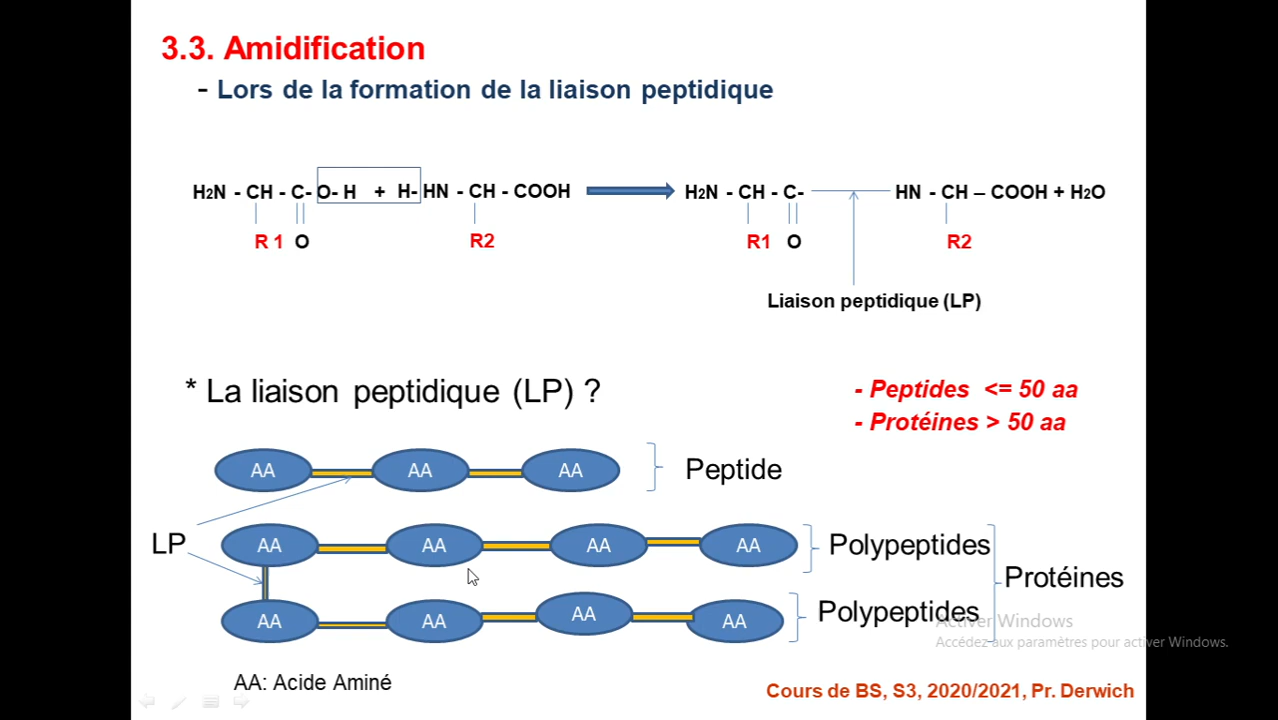 3.3. Amidification
- Lors de la formation de la liaison peptidique
H2N - CH - C- O- H + H- HN - CH - COOH H2N - CH - C- HN - CH – COOH + H2O
R 1 O R2 R1 O R2
Liaison peptidique (LP)
* La liaison peptidique (LP) ?
- Peptides <= 50 aa
- Protéines > 50 aa
AA AA AA Peptide
LP
AA AA AA AA Polypeptides
Protéines
AA AA AA AA Polypeptides
Activer Windows
Accédez aux paramètres pour activer Windows.
AA: Acide Aminé
Cours de BS, S3, 2020/2021, Pr. Derwich